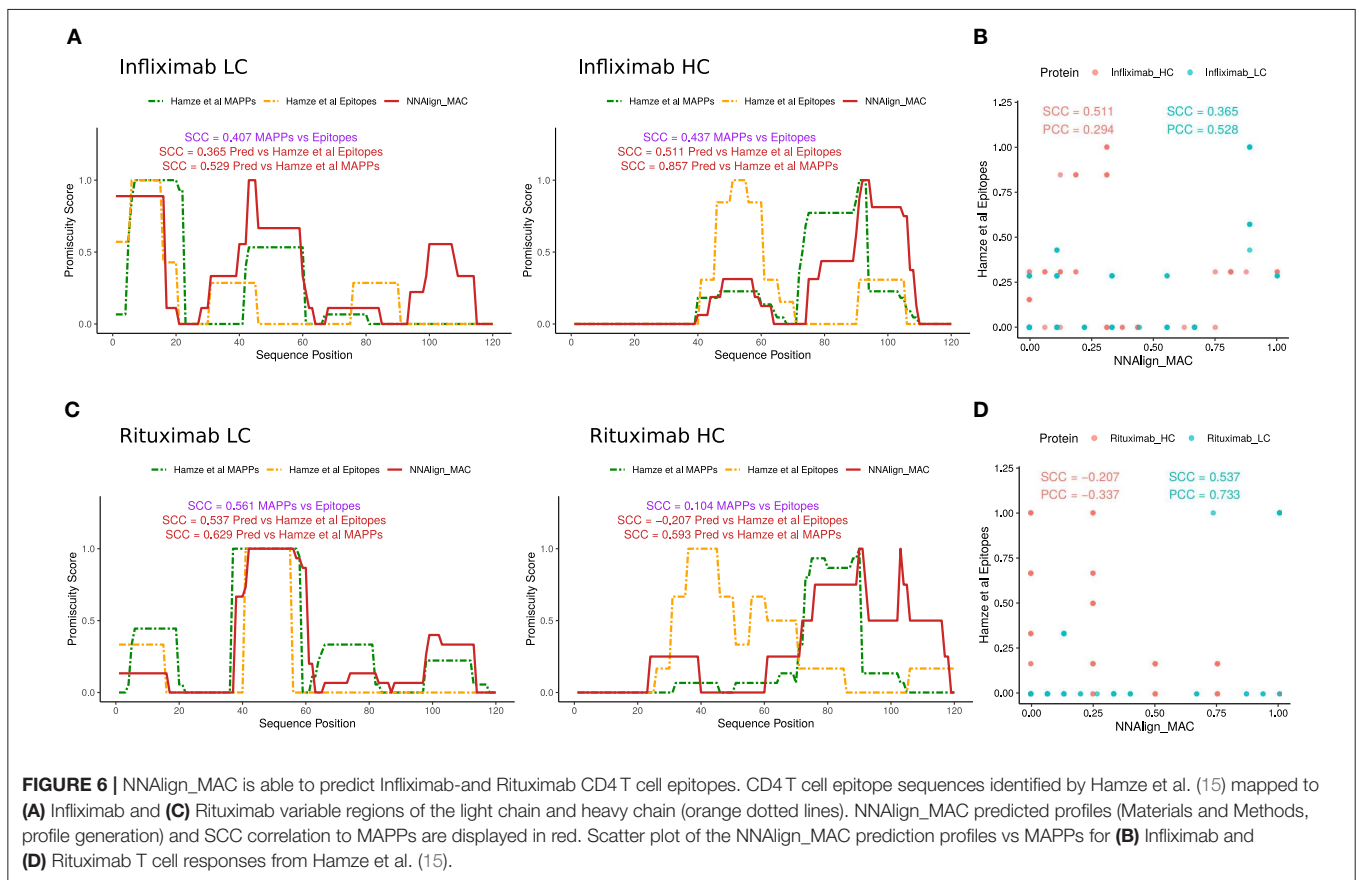 A
Infliximab LC
Hamze et al MAPPs Hamze et al Epitopes NNAlign_MAC
SCC = 0.407 MAPPs vs Epitopes
SCC = 0.365 Pred vs Hamze et al Epitopes
SCC = 0.529 Pred vs Hamze et al MAPPs
Promiscuity Score
1.0
0.5
0.0
0 20 40 60 80 100 120
Sequence Position
Infliximab HC
Hamze et al MAPPs Hamze et al Epitopes NNAlign_MAC
SCC = 0.437 MAPPs vs Epitopes
SCC = 0.511 Pred vs Hamze et al Epitopes
SCC = 0.857 Pred vs Hamze et al MAPPs
Promiscuity Score
1.0
0.5
0.0
0 20 40 60 80 100 120
Sequence Position
B
Protein Infliximab_HC Infliximab_LC
SCC = 0.511 SCC = 0.365
PCC = 0.294 PCC = 0.528
Hamze et al Epitopes
1.25
1.00
0.75
0.50
0.25
0.00
0.00 0.25 0.50 0.75 1.00
NNAlign_MAC
C
Rituximab LC
Hamze et al MAPPs Hamze et al Epitopes NNAlign_MAC
SCC = 0.561 MAPPs vs Epitopes
SCC = 0.537 Pred vs Hamze et al Epitopes
SCC = 0.629 Pred vs Hamze et al MAPPs
Promiscuity Score
1.0
0.5
0.0
0 20 40 60 80 100 120
Sequence Position
Rituximab HC
Hamze et al MAPPs Hamze et al Epitopes NNAlign_MAC
SCC = 0.104 MAPPs vs Epitopes
SCC = −0.207 Pred vs Hamze et al Epitopes
SCC = 0.593 Pred vs Hamze et al MAPPs
Promiscuity Score
1.0
0.5
0.0
0 20 40 60 80 100 120
Sequence Position
D
Protein Rituximab_HC Rituximab_LC
SCC = −0.207 SCC = 0.537
PCC = −0.337 PCC = 0.733
Hamze et al Epitopes
1.25
1.00
0.75
0.50
0.25
0.00
0.00 0.25 0.50 0.75 1.00
NNAlign_MAC
FIGURE 6 | NNAlign_MAC is able to predict Infliximab-and Rituximab CD4 T cell epitopes. CD4 T cell epitope sequences identified by Hamze et al. (15) mapped to
(A) Infliximab and (C) Rituximab variable regions of the light chain and heavy chain (orange dotted lines). NNAlign_MAC predicted profiles (Materials and Methods,
profile generation) and SCC correlation to MAPPs are displayed in red. Scatter plot of the NNAlign_MAC prediction profiles vs MAPPs for (B) Infliximab and
(D) Rituximab T cell responses from Hamze et al. (15).